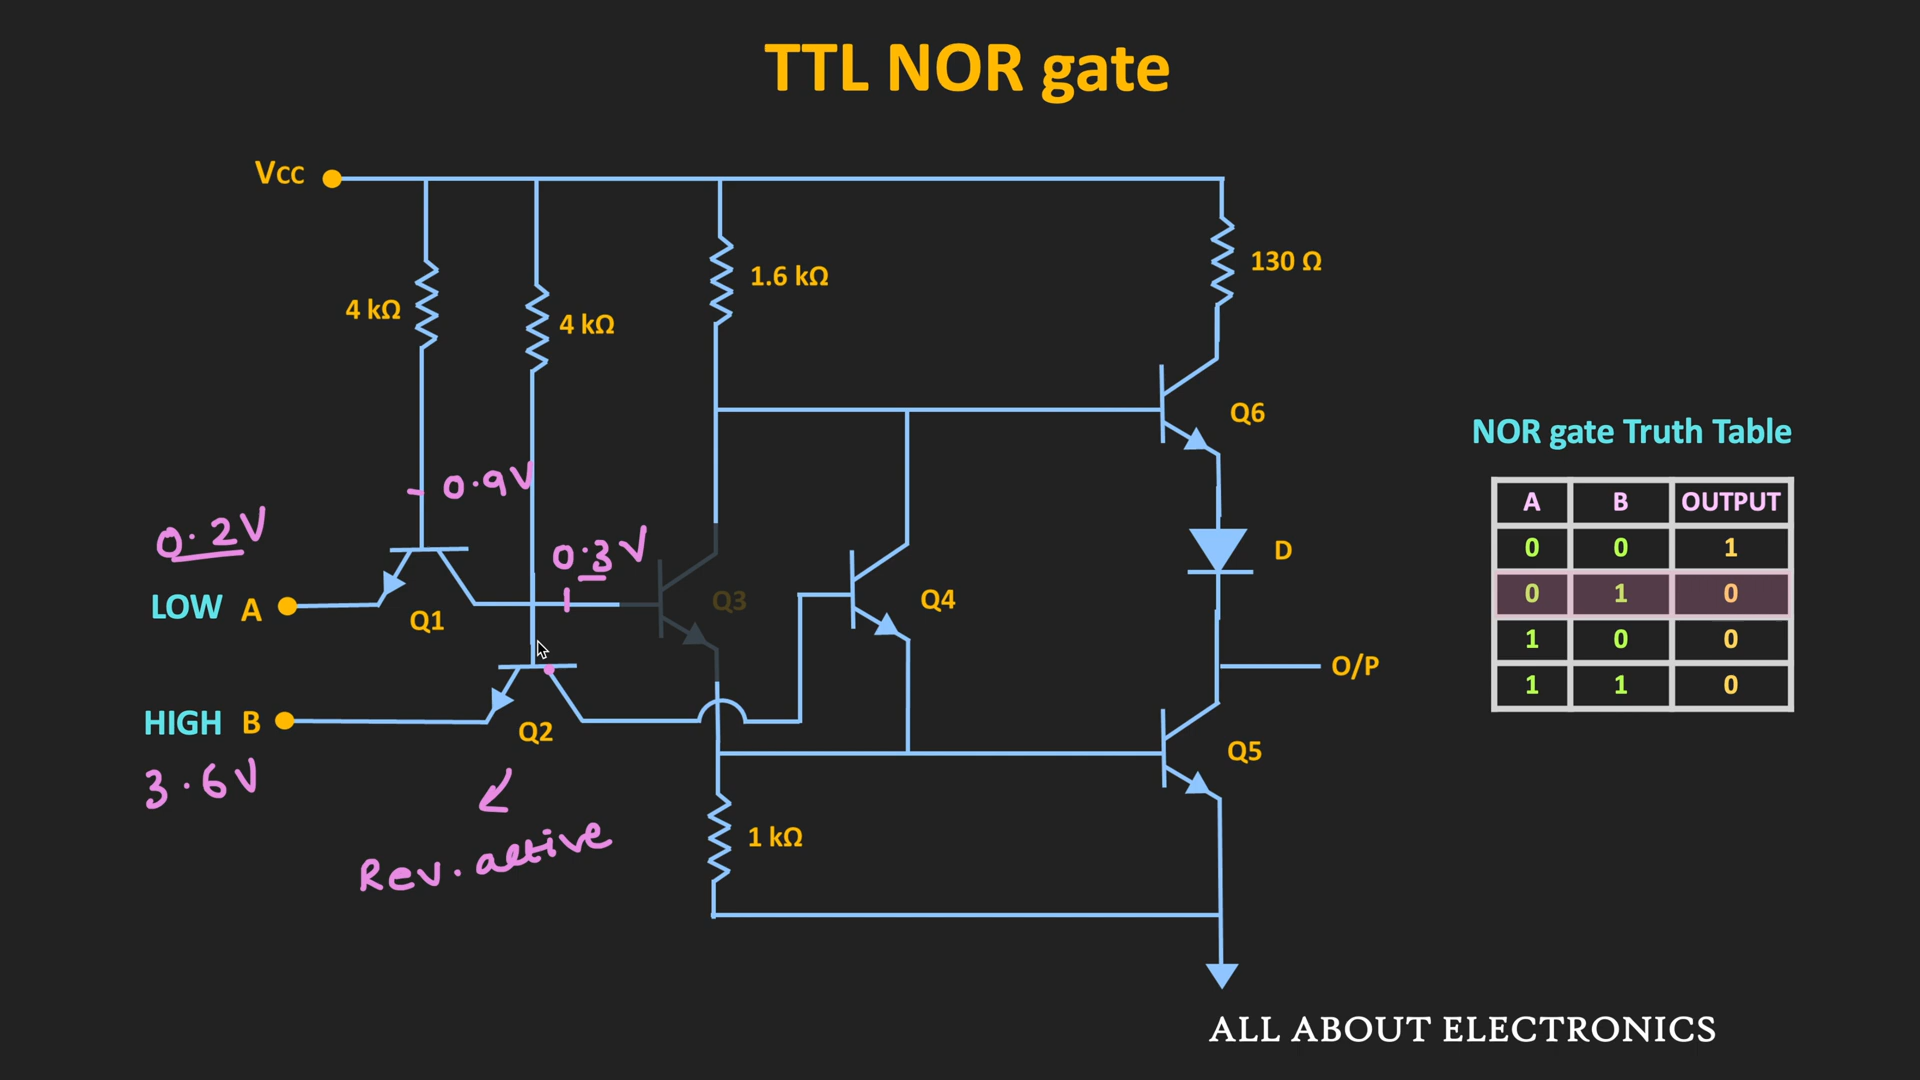 TTL NOR gate
Vcc
130 Ω
1.6 kΩ
4 kΩ
4 kΩ
Q6
NOR gate Truth Table
0.9V
A B OUTPUT
0.2V
0 0 1
0.3V
D
0 1 0
LOW A
Q1
Q3
Q4
1 0 0
O/P
1 1 0
HIGH B
Q2
Q5
3.6V
1 kΩ
Rev. active
ALL ABOUT ELECTRONICS